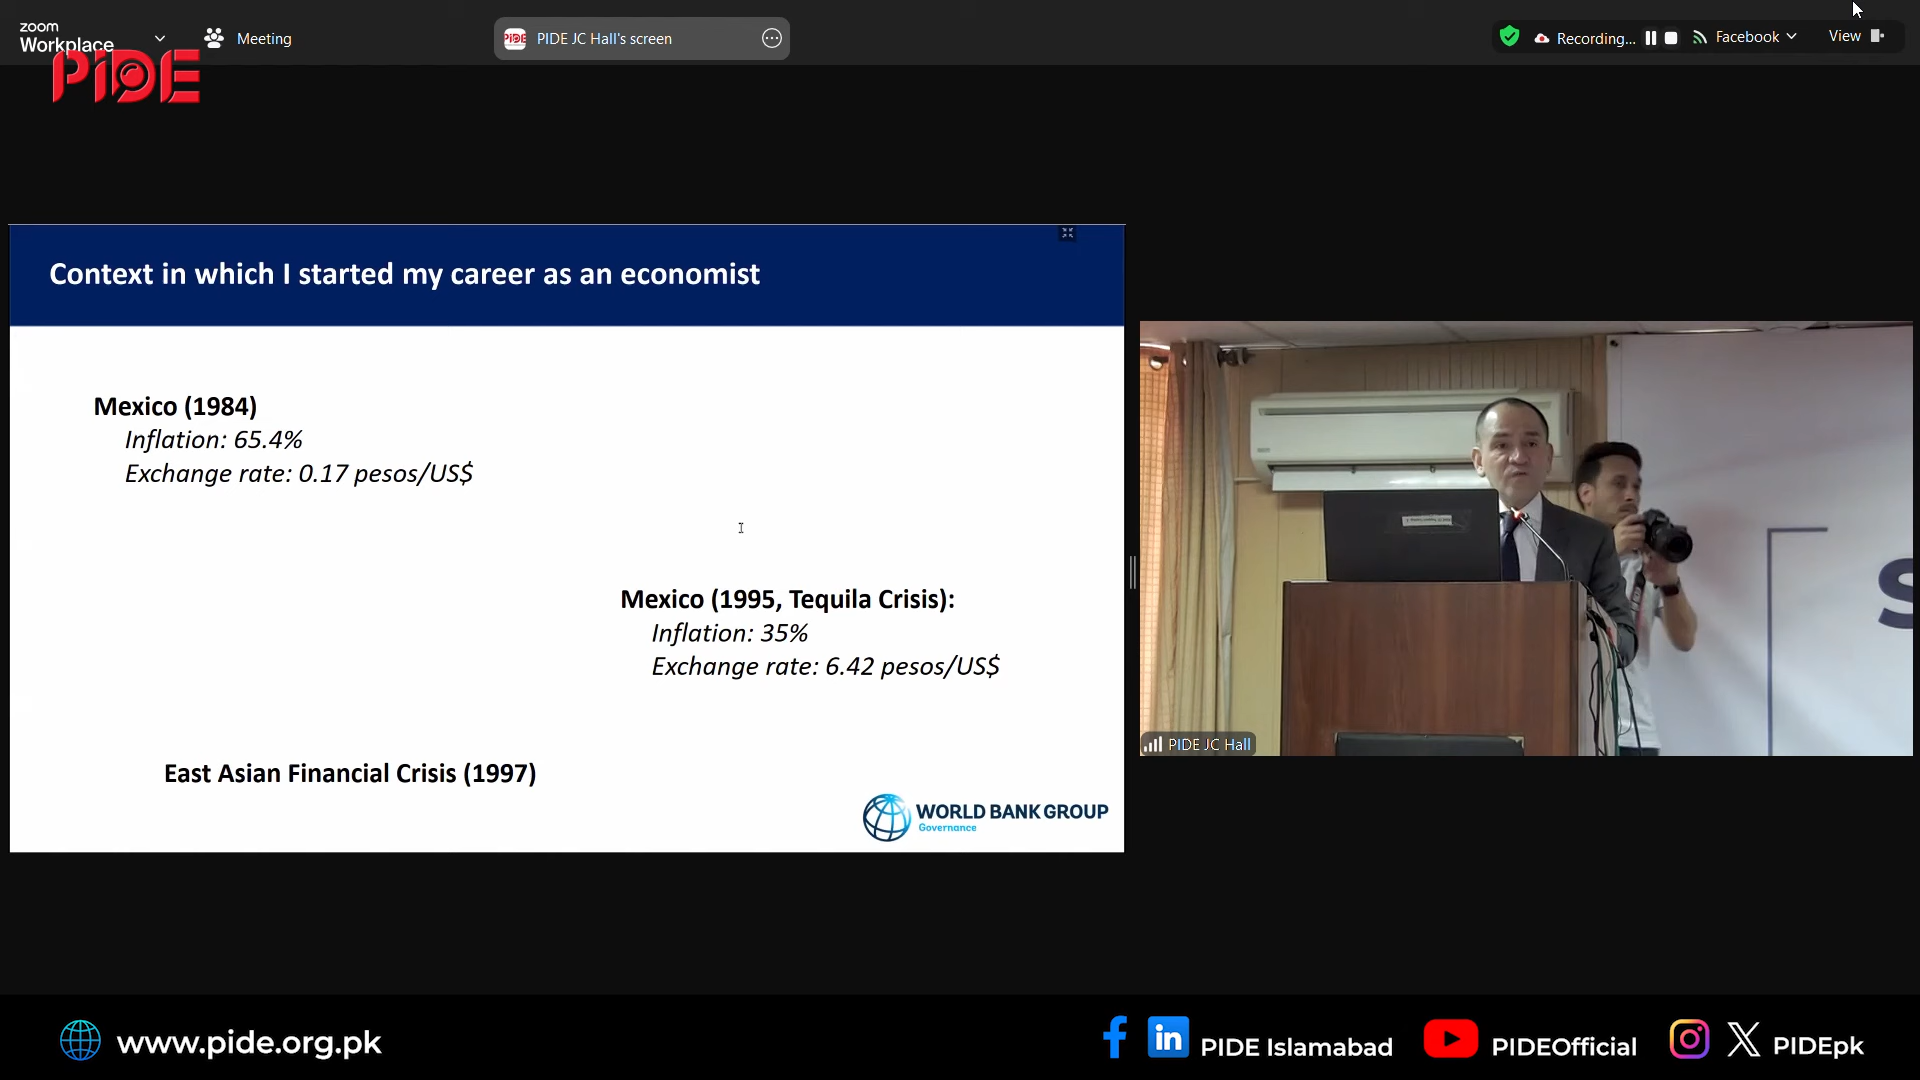 zoom
Workplace
Meeting
PIDE JC Hall's screen
Recording...
Facebook
View
PIDE
Context in which I started my career as an economist
Mexico (1984)
Inflation: 65.4%
Exchange rate: 0.17 pesos/US$
Mexico (1995, Tequila Crisis):
Inflation: 35%
Exchange rate: 6.42 pesos/US$
East Asian Financial Crisis (1997)
WORLD BANK GROUP
Governance
S
PIDE JC Hall
www.pide.org.pk
PIDE Islamabad
PIDEOfficial
PIDEpk